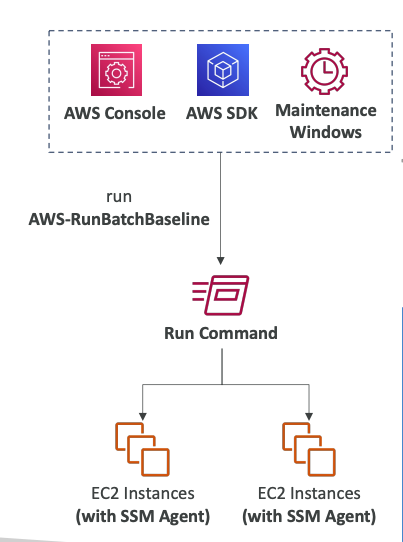 AWS Console
AWS SDK
Maintenance
Windows
run
AWS-RunBatchBaseline
Run Command
EC2 Instances
(with SSM Agent)
EC2 Instances
(with SSM Agent)